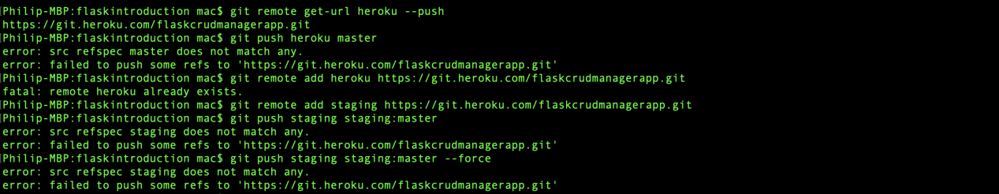 [Philip-MBP:flaskintroduction mac$ git remote get-url heroku --push
https://git.heroku.com/flaskcrudmanagerapp.git
[Philip-MBP:flaskintroduction mac$ git push heroku master
error: src refspec master does not match any.
error: failed to push some refs to 'https://git.heroku.com/flaskcrudmanagerapp.git'
[Philip-MBP:flaskintroduction mac$ git remote add heroku https://git.heroku.com/flaskcrudmanagerapp.git
fatal: remote heroku already exists.
[Philip-MBP:flaskintroduction mac$ git remote add staging https://git.heroku.com/flaskcrudmanagerapp.git
[Philip-MBP:flaskintroduction mac$ git push staging staging:master
error: src refspec staging does not match any.
error: failed to push some refs to 'https://git.heroku.com/flaskcrudmanagerapp.git'
[Philip-MBP:flaskintroduction mac$ git push staging staging:master --force
error: src refspec staging does not match any.
error: failed to push some refs to 'https://git.heroku.com/flaskcrudmanagerapp.git'